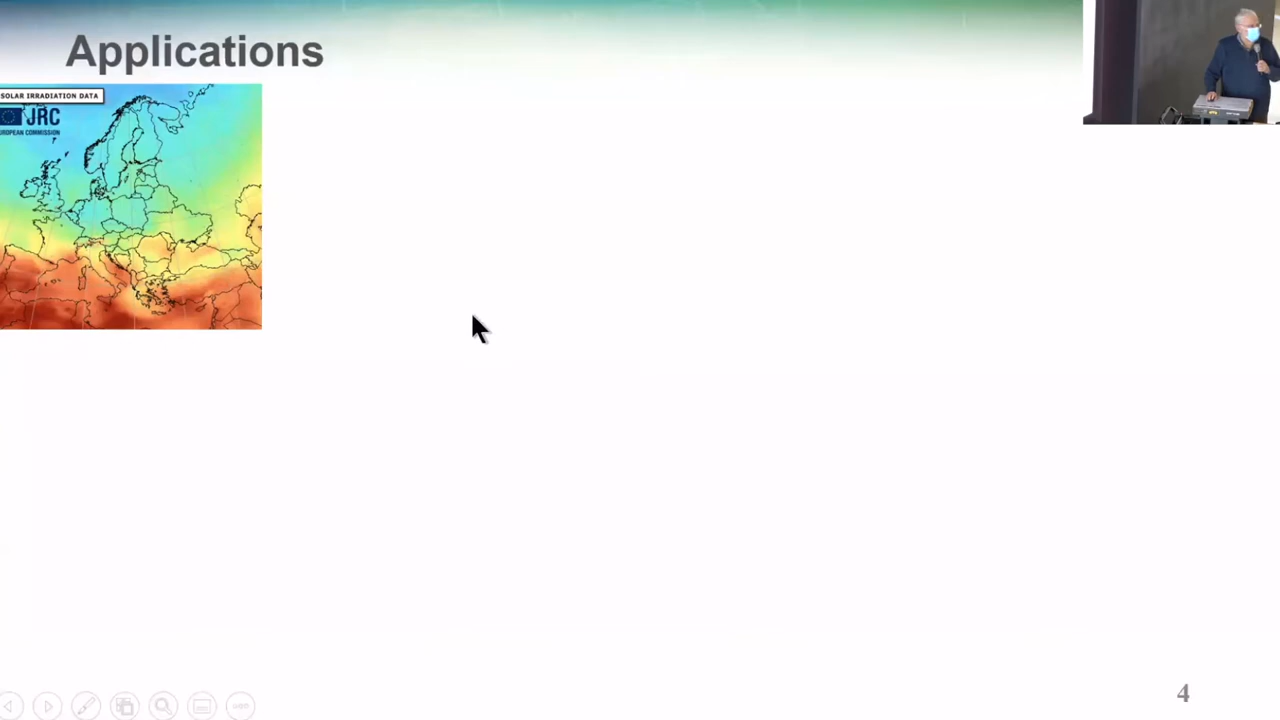 Applications
SOLAR IRRADIATION DATA
JRC
EUROPEAN COMMISSION
4